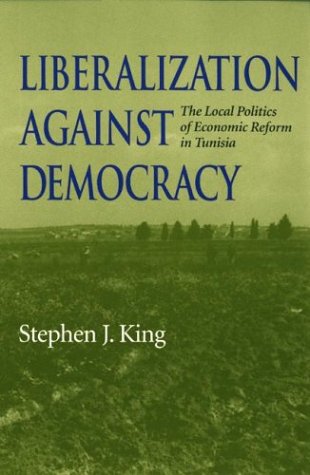 LIBERALIZATION
AGAINST
DEMOCRACY
The Local Politics
of Economic Reform
in Tunisia
Stephen J. King